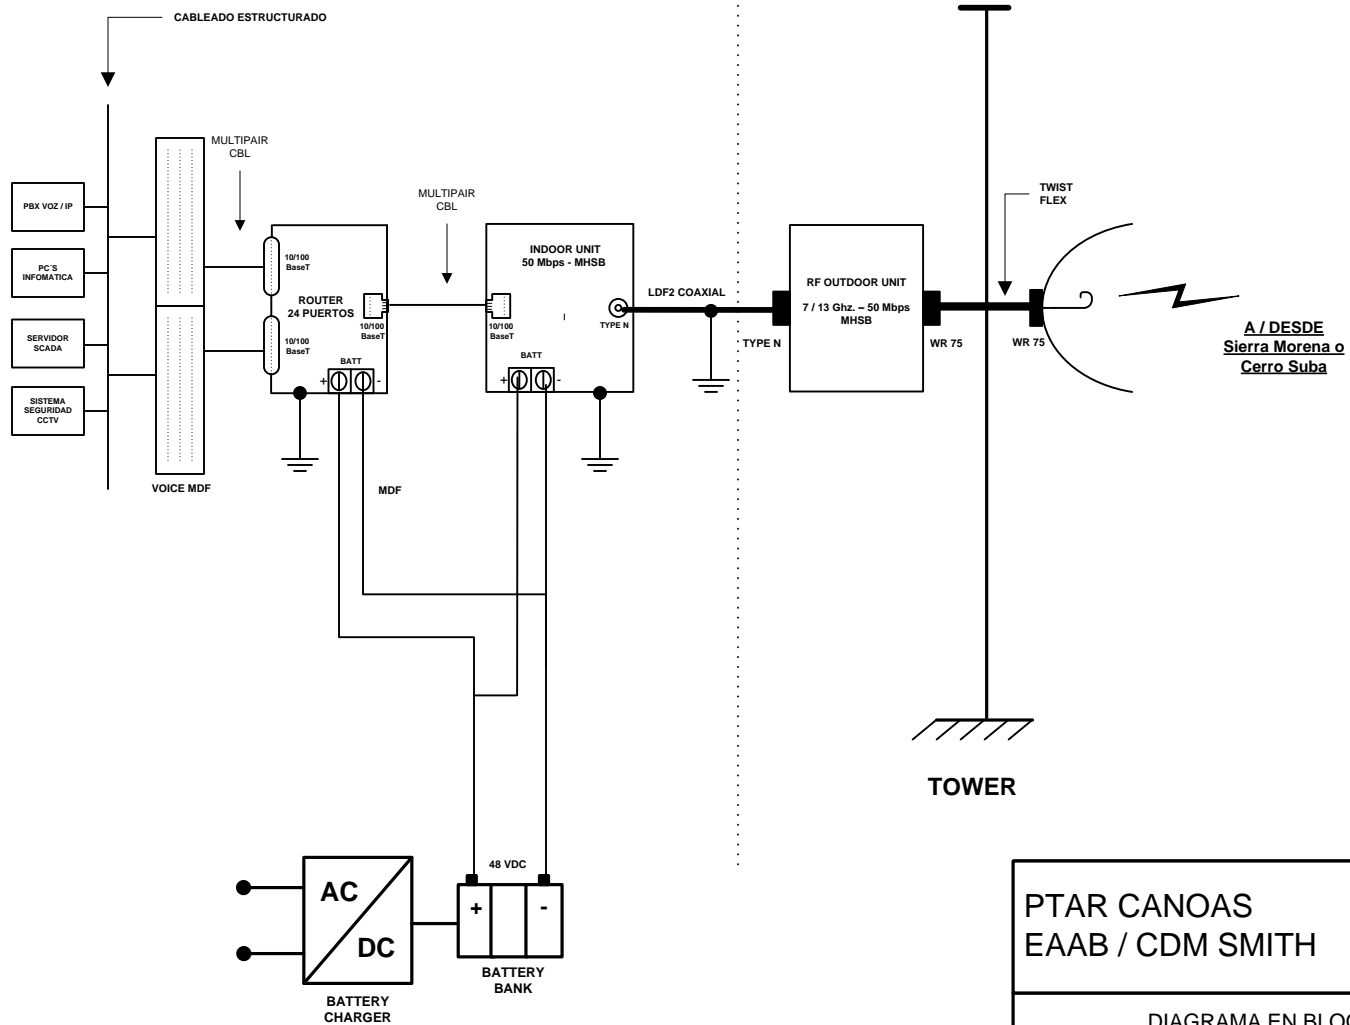 CABLEADO ESTRUCTURADO
MULTIPAIR
CBL
PBX VOZ / IP
PC´S
INFOMATICA
SERVIDOR
SCADA
SISTEMA
SEGURIDAD
CCTV
VOICE MDF
10/100
BaseT
ROUTER
24 PUERTOS
10/100
BaseT
10/100
BaseT
BATT
+
-
MULTIPAIR
CBL
INDOOR UNIT
50 Mbps - MHSB
10/100
BaseT
TYPE N
BATT
+
-
MDF
LDF2 COAXIAL
TYPE N
RF OUTDOOR UNIT
7 / 13 Ghz. – 50 Mbps
MHSB
WR 75
TWIST
FLEX
WR 75
A / DESDE
Sierra Morena o
Cerro Suba
TOWER
48 VDC
AC
DC
+
-
BATTERY
CHARGER
BATTERY
BANK
PTAR CANOAS
EAAB / CDM SMITH
DIAGRAMA EN BLOC